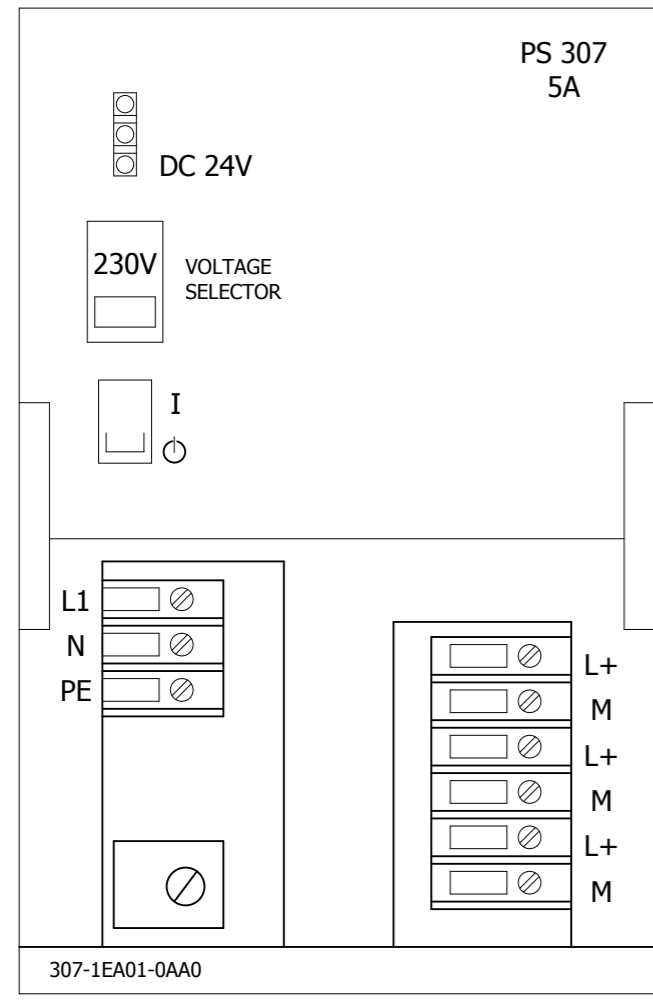 PS 307
5A
DC 24V
230V
VOLTAGE
SELECTOR
I
L1
N
PE
L+
M
L+
M
L+
M
307-1EA01-0AA0